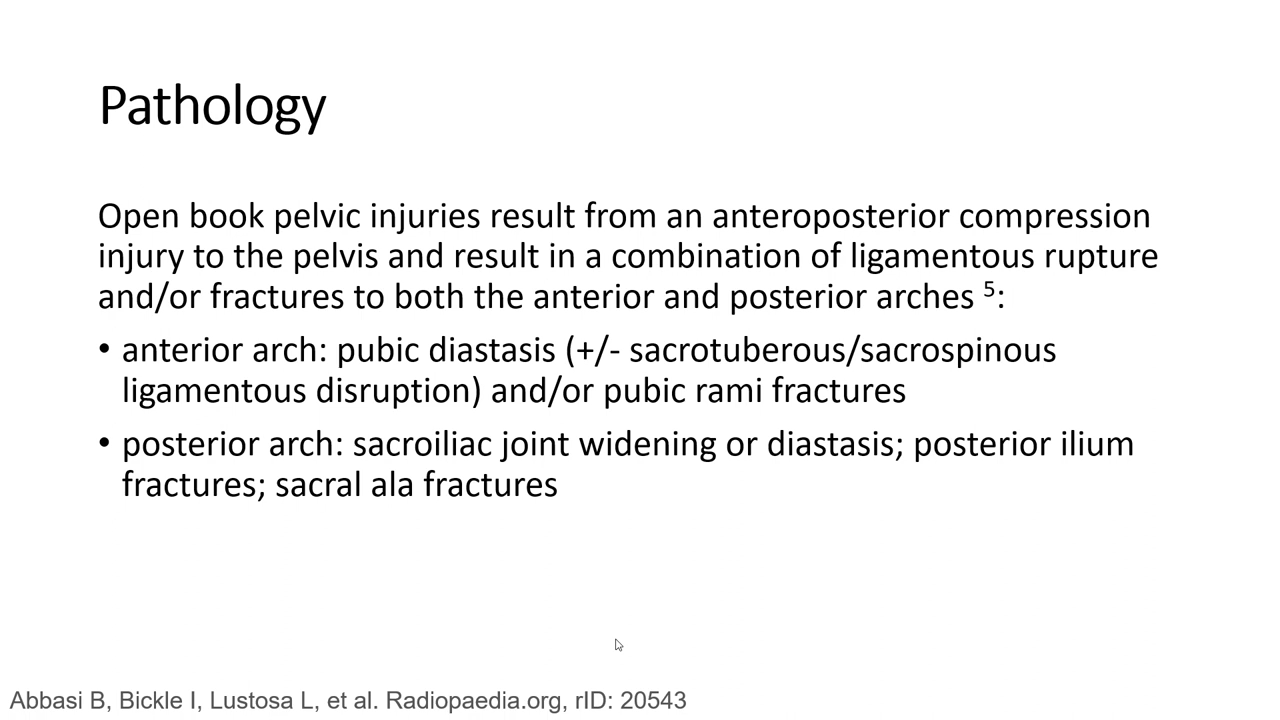 Pathology
Open book pelvic injuries result from an anteroposterior compression
injury to the pelvis and result in a combination of ligamentous rupture
and/or fractures to both the anterior and posterior arches ⁵:
• anterior arch: pubic diastasis (+/- sacrotuberous/sacrospinous
ligamentous disruption) and/or pubic rami fractures
• posterior arch: sacroiliac joint widening or diastasis; posterior ilium
fractures; sacral ala fractures
Abbasi B, Bickle I, Lustosa L, et al. Radiopaedia.org, rID: 20543